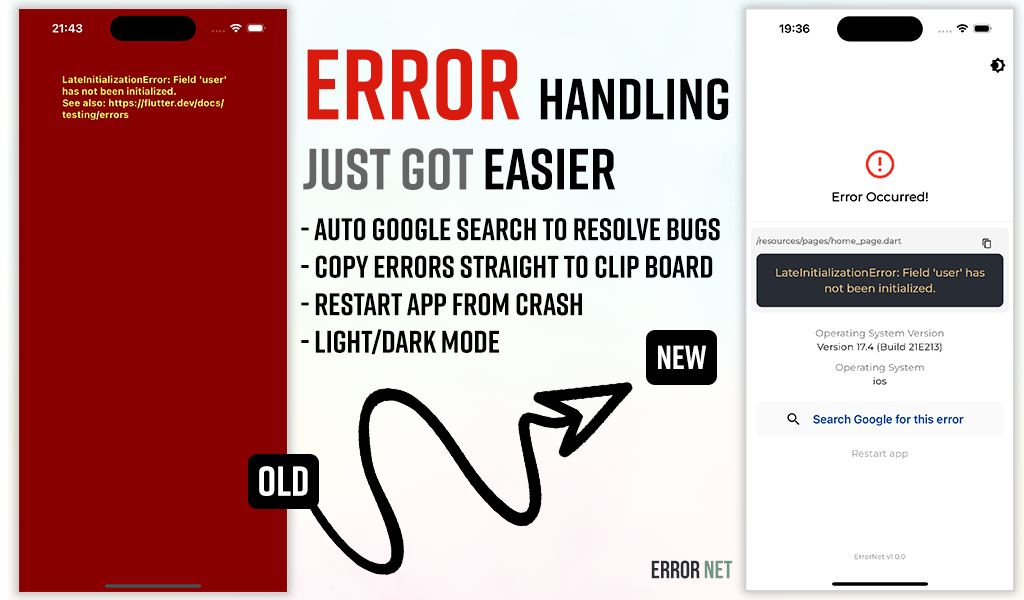 21:43
LateInitializationError: Field 'user'
has not been initialized.
See also: https://flutter.dev/docs/
testing/errors
ERROR HANDLING
JUST GOT EASIER
- AUTO GOOGLE SEARCH TO RESOLVE BUGS
- COPY ERRORS STRAIGHT TO CLIP BOARD
- RESTART APP FROM CRASH
- LIGHT/DARK MODE
OLD
NEW
ERROR NET
19:36
Error Occurred!
/resources/pages/home_page.dart
LateInitializationError: Field 'user' has
not been initialized.
Operating System Version
Version 17.4 (Build 21E213)
Operating System
ios
Search Google for this error
Restart app
ErrorNet v1.0.0